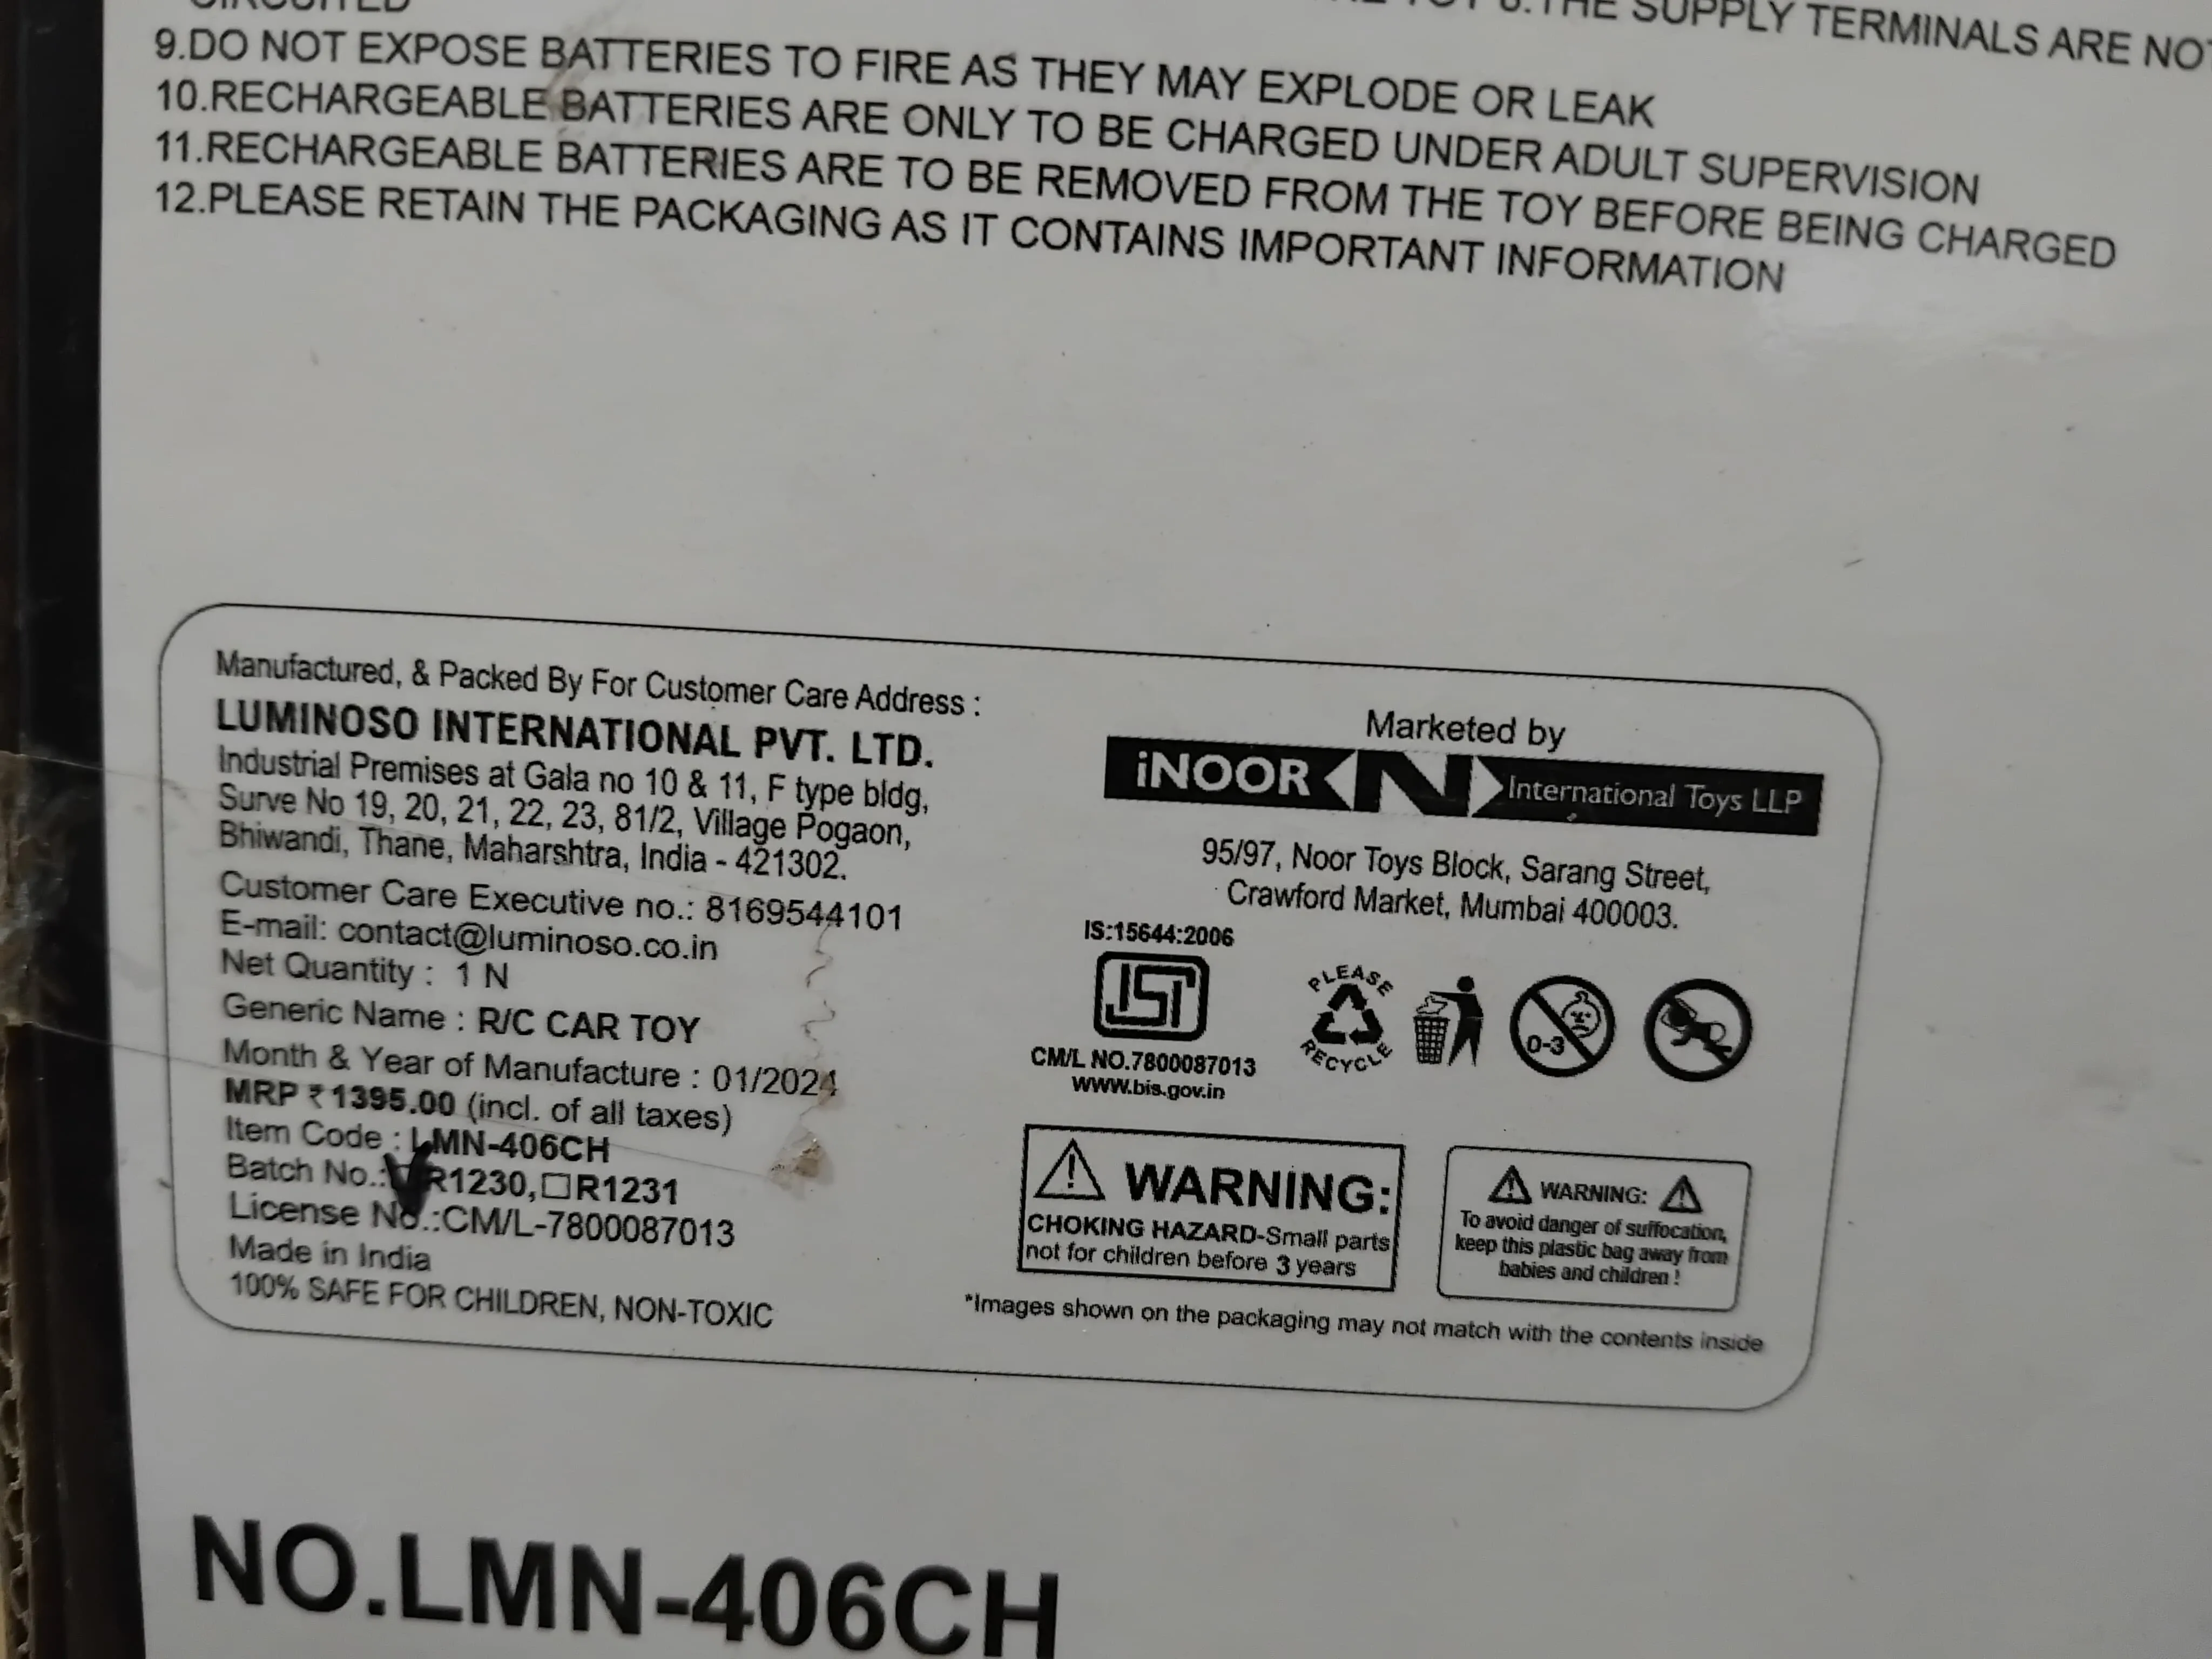 CIRCUITED
8.THE SUPPLY TERMINALS ARE NOT
9.DO NOT EXPOSE BATTERIES TO FIRE AS THEY MAY EXPLODE OR LEAK
10.RECHARGEABLE BATTERIES ARE ONLY TO BE CHARGED UNDER ADULT SUPERVISION
11.RECHARGEABLE BATTERIES ARE TO BE REMOVED FROM THE TOY BEFORE BEING CHARGED
12.PLEASE RETAIN THE PACKAGING AS IT CONTAINS IMPORTANT INFORMATION
Manufactured, & Packed By For Customer Care Address :
LUMINOSO INTERNATIONAL PVT. LTD.
Industrial Premises at Gala no 10 & 11, F type bldg,
Surve No 19, 20, 21, 22, 23, 81/2, Village Pogaon,
Bhiwandi, Thane, Maharshtra, India - 421302.
Customer Care Executive no.: 8169544101
E-mail: contact@luminoso.co.in
Net Quantity : 1 N
Generic Name : R/C CAR TOY
Month & Year of Manufacture : 01/2024
MRP ₹ 1395.00 (incl. of all taxes)
Item Code : LMN-406CH
Batch No.:☑R1230,☐R1231
License No.:CM/L-7800087013
Made in India
100% SAFE FOR CHILDREN, NON-TOXIC
Marketed by
iNOOR N International Toys LLP
95/97, Noor Toys Block, Sarang Street,
Crawford Market, Mumbai 400003.
IS:15644:2006
ISI
CM/L NO.7800087013
www.bis.gov.in
PLEASE
RECYCLE
0-3
WARNING:
CHOKING HAZARD-Small parts
not for children before 3 years
WARNING:
To avoid danger of suffocation,
keep this plastic bag away from
babies and children !
*Images shown on the packaging may not match with the contents inside
NO.LMN-406CH